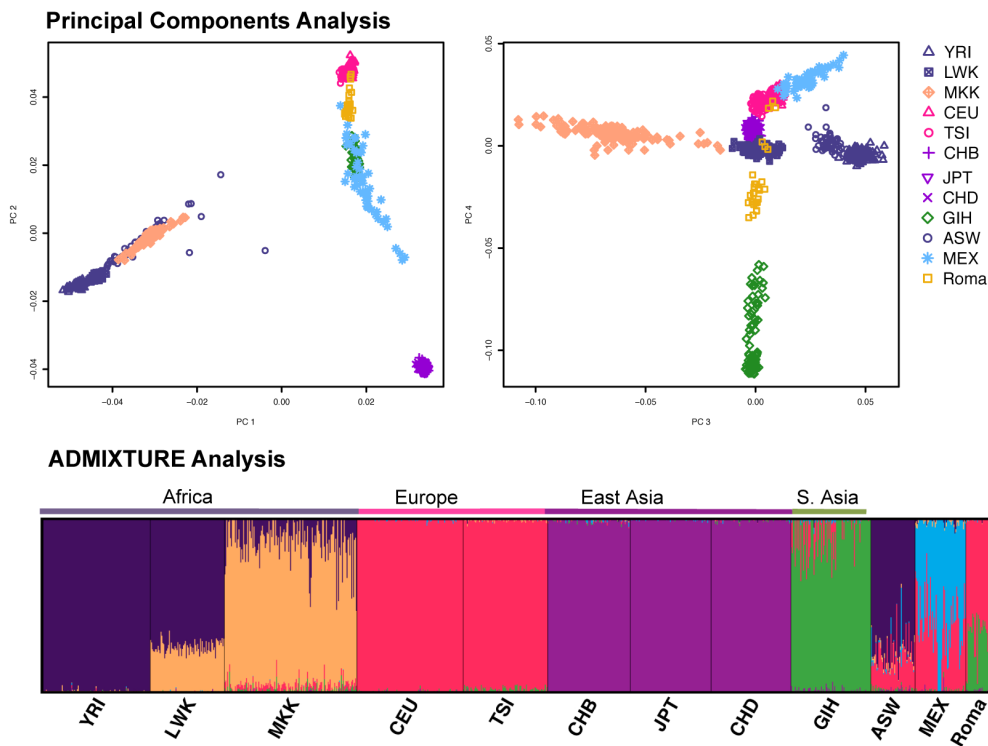 Principal Components Analysis
0.04
0.02
0.00
−0.02
−0.04
PC 2
−0.04
−0.02
0.00
0.02
PC 1
0.05
0.00
−0.05
−0.10
PC 4
−0.10
−0.05
0.00
0.05
PC 3
YRI
LWK
MKK
CEU
TSI
CHB
JPT
CHD
GIH
ASW
MEX
Roma
ADMIXTURE Analysis
Africa Europe East Asia S. Asia
YRI LWK MKK CEU TSI CHB JPT CHD GIH ASW MEX Roma